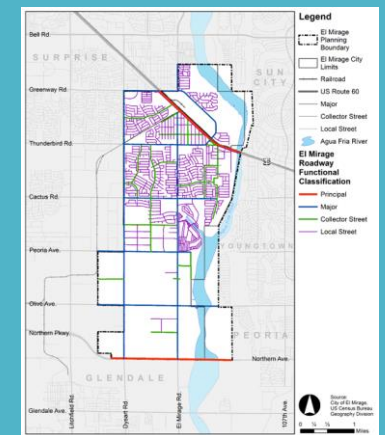 Bell Rd.
SURPRISE
SUN
CITY
Greenway Rd.
Thunderbird Rd.
60
Cactus Rd.
YOUNGTOWN
Peoria Ave.
Olive Ave.
PEORIA
Northern Pkwy.
Northern Ave.
GLENDALE
Glendale Ave.
Litchfield Rd.
Dysart Rd.
El Mirage Rd.
107th Ave.
Legend
El Mirage
Planning
Boundary
El Mirage City
Limits
Railroad
US Route 60
Major
Collector Street
Local Street
Agua Fria River
El Mirage
Roadway
Functional
Classification
Principal
Major
Collector Street
Local Street
Source:
City of El Mirage,
US Census Bureau
Geography Division
0 ¼ ½ 1
Miles